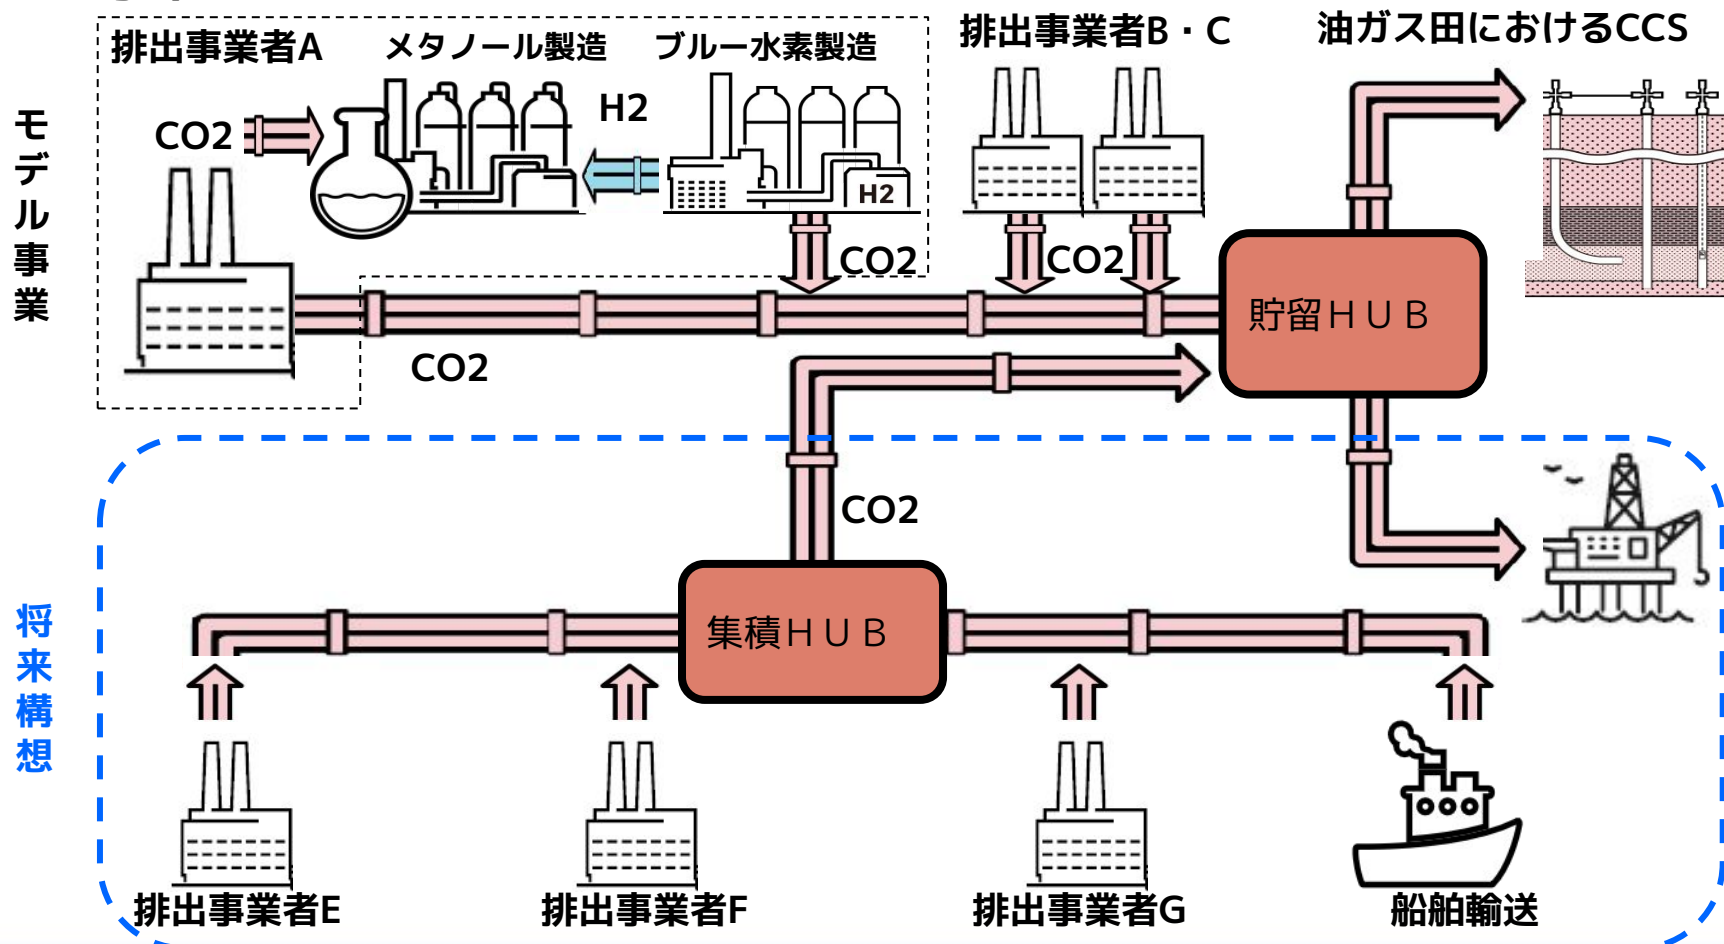 排出事業者A
メタノール製造
ブルー水素製造
排出事業者B・C
油ガス田におけるCCS
モデル事業
CO2
H2
H2
CO2
CO2
CO2
貯留ＨＵＢ
将来構想
CO2
集積ＨＵＢ
排出事業者E
排出事業者F
排出事業者G
船舶輸送